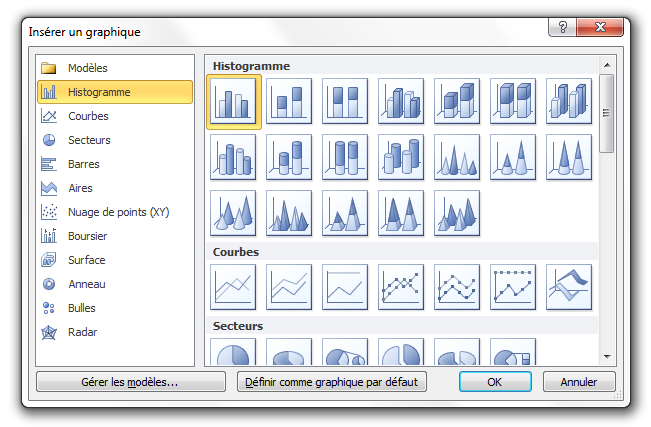 Insérer un graphique
Modèles
Histogramme
Courbes
Secteurs
Barres
Aires
Nuage de points (XY)
Boursier
Surface
Anneau
Bulles
Radar
Histogramme
Courbes
Secteurs
Gérer les modèles...
Définir comme graphique par défaut
OK
Annuler